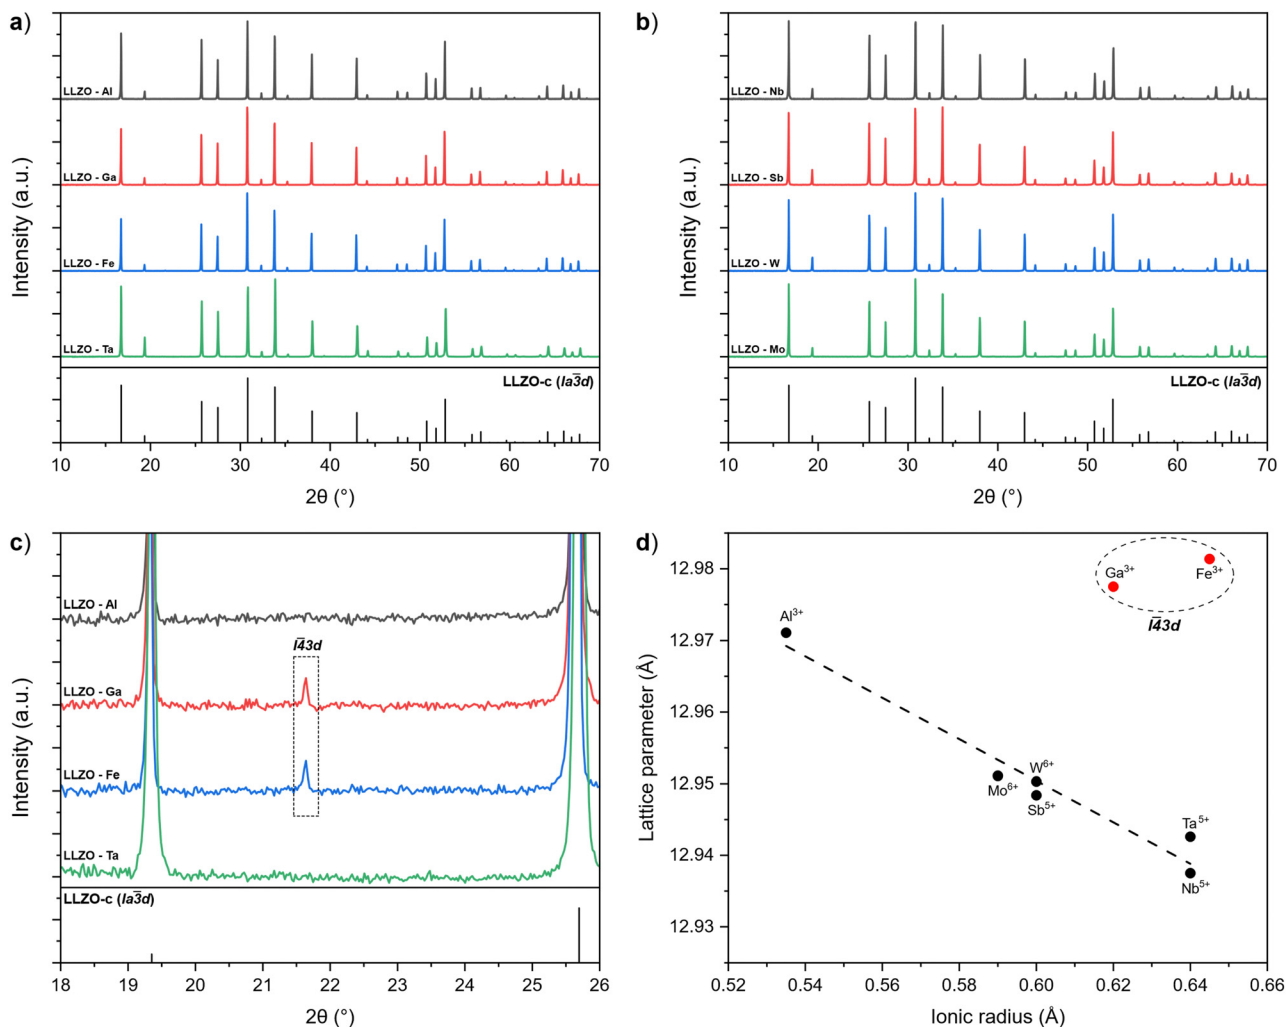 a)
Intensity (a.u.)
LLZO - Al
LLZO - Ga
LLZO - Fe
LLZO - Ta
LLZO-c (Ia3̅d)
10 20 30 40 50 60 70
2θ (°)
b)
Intensity (a.u.)
LLZO - Nb
LLZO - Sb
LLZO - W
LLZO - Mo
LLZO-c (Ia3̅d)
10 20 30 40 50 60 70
2θ (°)
c)
Intensity (a.u.)
LLZO - Al
I4̅3d
LLZO - Ga
LLZO - Fe
LLZO - Ta
LLZO-c (Ia3̅d)
18 19 20 21 22 23 24 25 26
2θ (°)
d)
Lattice parameter (Å)
12.98
12.97
12.96
12.95
12.94
12.93
Ga³⁺
Fe³⁺
I4̅3d
Al³⁺
W⁶⁺
Mo⁶⁺
Sb⁵⁺
Ta⁵⁺
Nb⁵⁺
0.52 0.54 0.56 0.58 0.60 0.62 0.64 0.66
Ionic radius (Å)